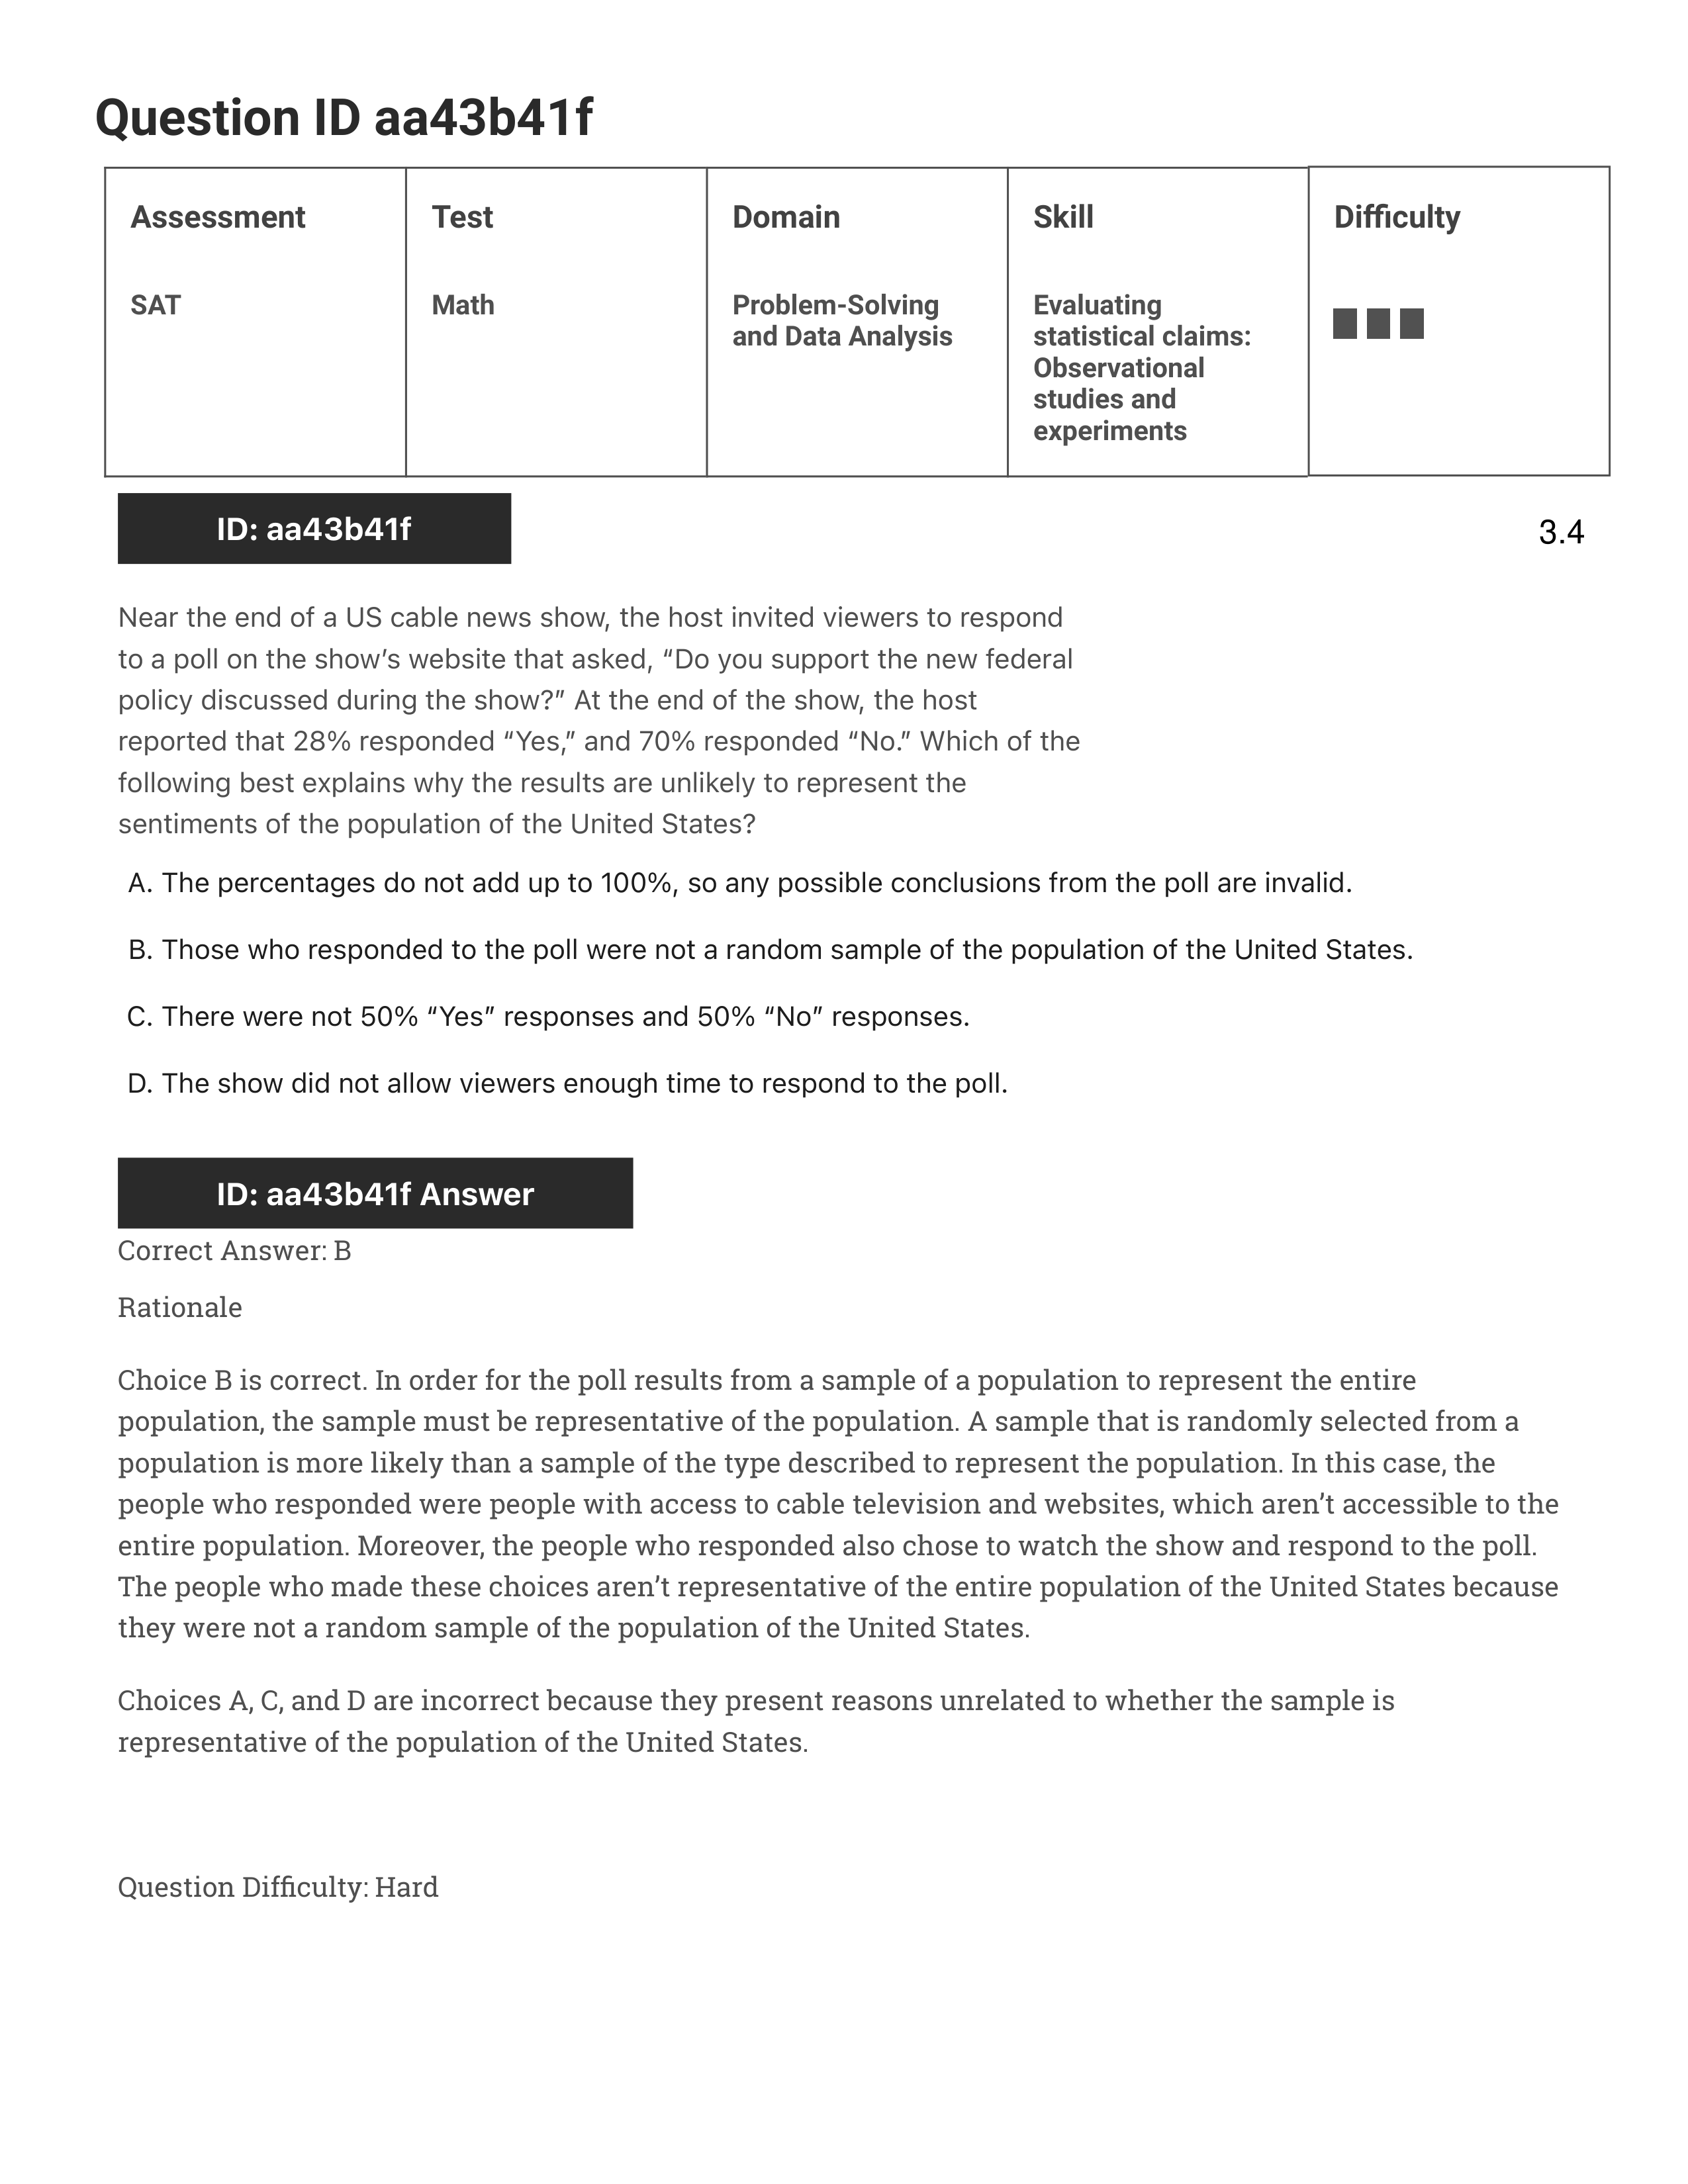 Question ID aa43b41f
Assessment
Test
Domain
Skill
Difficulty
SAT
Math
Problem-Solving
and Data Analysis
Evaluating
statistical claims:
Observational
studies and
experiments
ID: aa43b41f
3.4
Near the end of a US cable news show, the host invited viewers to respond
to a poll on the show’s website that asked, “Do you support the new federal
policy discussed during the show?” At the end of the show, the host
reported that 28% responded “Yes,” and 70% responded “No.” Which of the
following best explains why the results are unlikely to represent the
sentiments of the population of the United States?
A. The percentages do not add up to 100%, so any possible conclusions from the poll are invalid.
B. Those who responded to the poll were not a random sample of the population of the United States.
C. There were not 50% “Yes” responses and 50% “No” responses.
D. The show did not allow viewers enough time to respond to the poll.
ID: aa43b41f Answer
Correct Answer: B
Rationale
Choice B is correct. In order for the poll results from a sample of a population to represent the entire
population, the sample must be representative of the population. A sample that is randomly selected from a
population is more likely than a sample of the type described to represent the population. In this case, the
people who responded were people with access to cable television and websites, which aren’t accessible to the
entire population. Moreover, the people who responded also chose to watch the show and respond to the poll.
The people who made these choices aren’t representative of the entire population of the United States because
they were not a random sample of the population of the United States.
Choices A, C, and D are incorrect because they present reasons unrelated to whether the sample is
representative of the population of the United States.
Question Difficulty: Hard